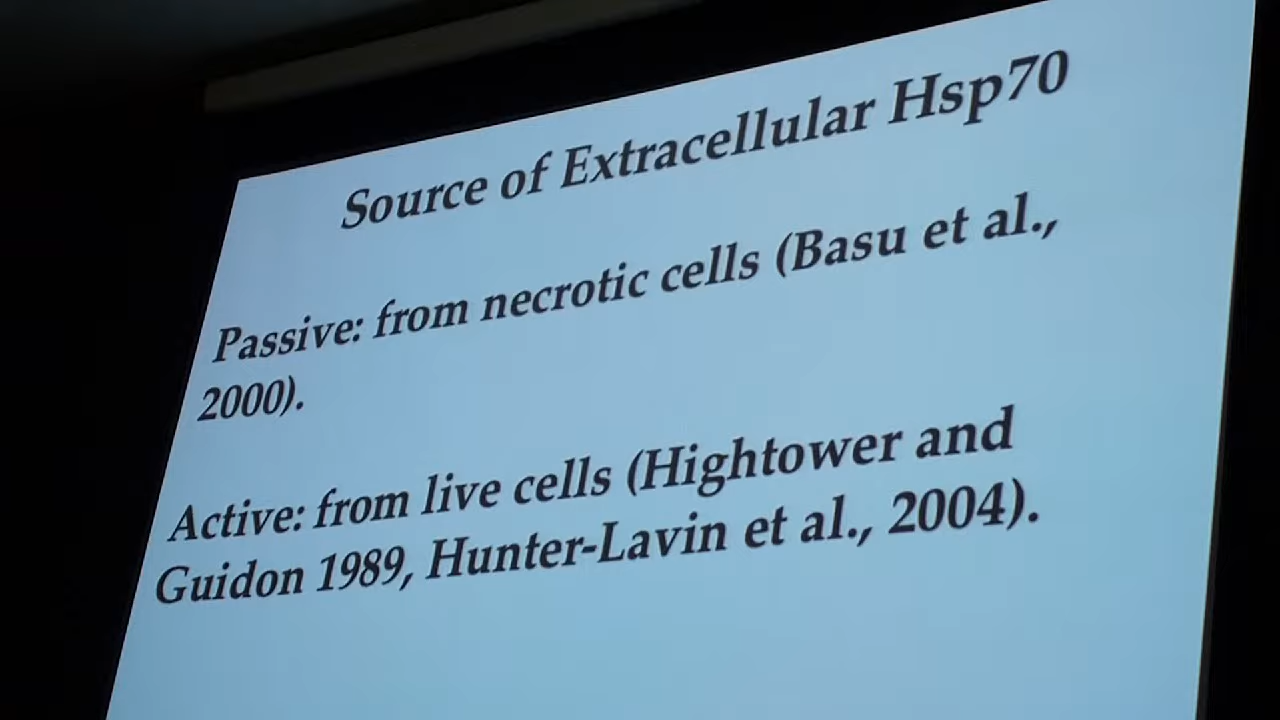 Source of Extracellular Hsp70
Passive: from necrotic cells (Basu et al.,
2000).
Active: from live cells (Hightower and
Guidon 1989, Hunter-Lavin et al., 2004).